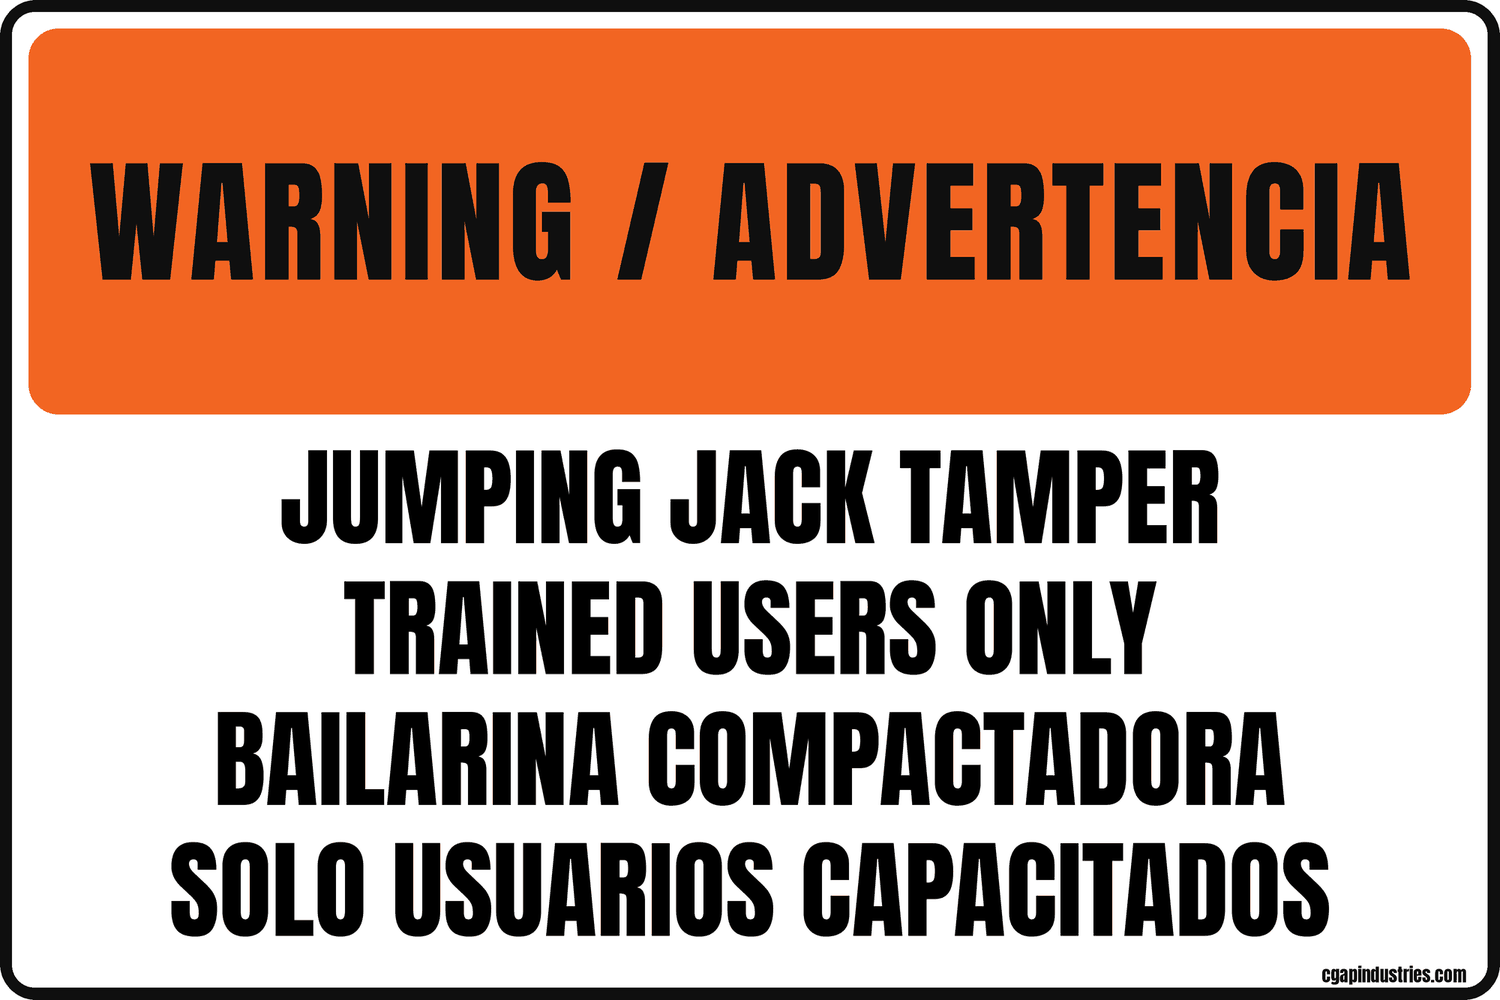 WARNING / ADVERTENCIA
JUMPING JACK TAMPER
TRAINED USERS ONLY
BAILARINA COMPACTADORA
SOLO USUARIOS CAPACITADOS
cgapindustries.com